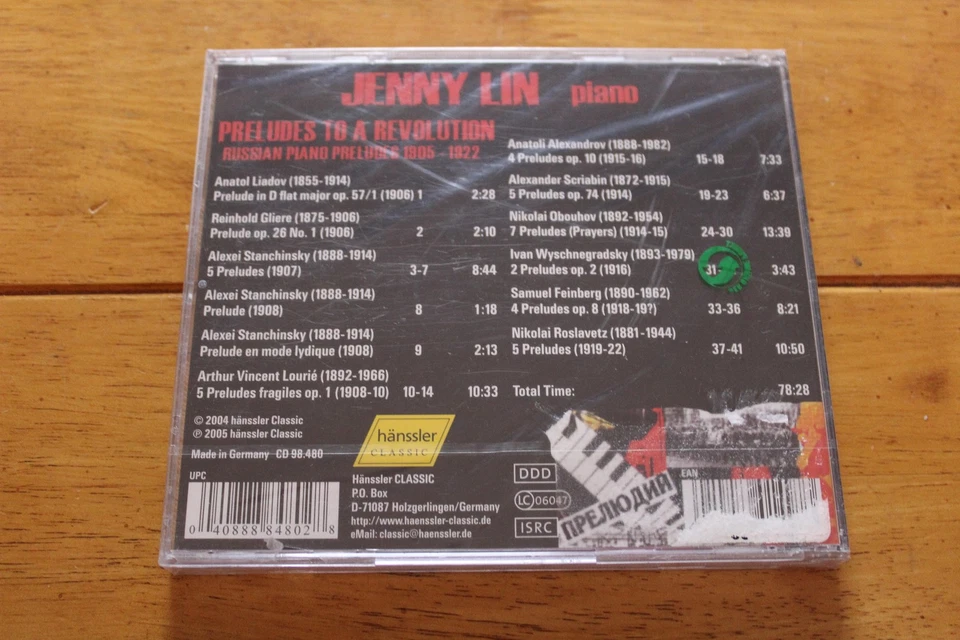 JENNY LIN piano
PRELUDES TO A REVOLUTION
RUSSIAN PIANO PRELUDES 1905 - 1922
Anatol Liadov (1855-1914)
Prelude in D flat major op. 57/1 (1906) 1 2:28
Reinhold Gliere (1875-1906)
Prelude op. 26 No. 1 (1906) 2 2:10
Alexei Stanchinsky (1888-1914)
5 Preludes (1907) 3-7 8:44
Alexei Stanchinsky (1888-1914)
Prelude (1908) 8 1:18
Alexei Stanchinsky (1888-1914)
Prelude en mode lydique (1908) 9 2:13
Arthur Vincent Lourié (1892-1966)
5 Preludes fragiles op. 1 (1908-10) 10-14 10:33
Anatoli Alexandrov (1888-1982)
4 Preludes op. 10 (1915-16) 15-18 7:33
Alexander Scriabin (1872-1915)
5 Preludes op. 74 (1914) 19-23 6:37
Nikolai Obouhov (1892-1954)
7 Preludes (Prayers) (1914-15) 24-30 13:39
Ivan Wyschnegradsky (1893-1979)
2 Preludes op. 2 (1916) 31- 3:43
Samuel Feinberg (1890-1962)
4 Preludes op. 8 (1918-19?) 33-36 8:21
Nikolai Roslavetz (1881-1944)
5 Preludes (1919-22) 37-41 10:50
Total Time: 78:28
© 2004 hänssler Classic
℗ 2005 hänssler Classic
Made in Germany CD 98.480
hänssler
CLASSIC
UPC
0 40888 84802 8
Hänssler CLASSIC
P.O. Box
D-71087 Holzgerlingen/Germany
http://www.haenssler-classic.de
eMail: classic@haenssler.de
DDD
LC 06047
ISRC
ПРЕЛЮДИЯ
EAN